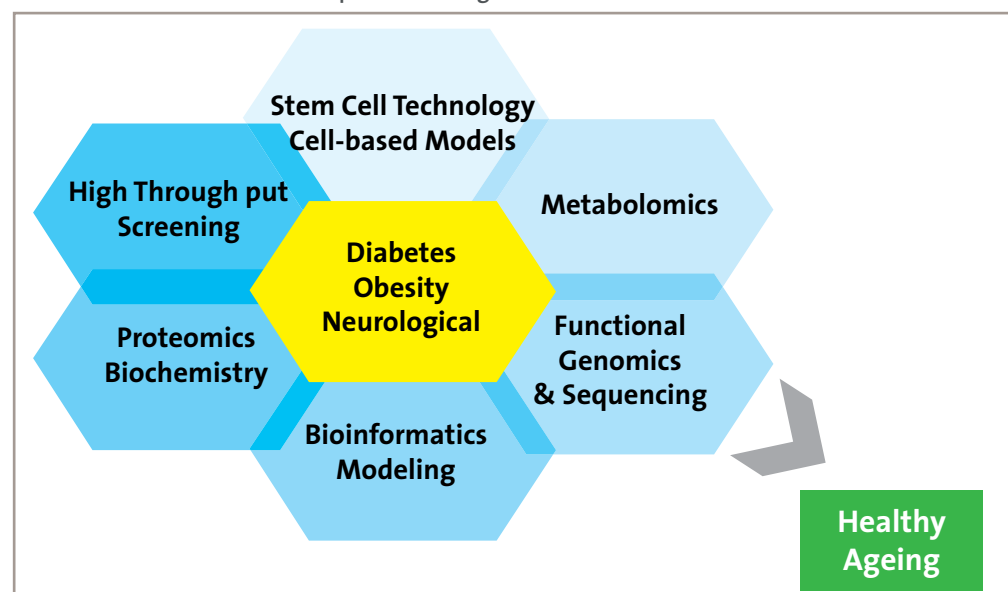 Stem Cell Technology
Cell-based Models
High Through put
Screening
Metabolomics
Diabetes
Obesity
Neurological
Proteomics
Biochemistry
Functional
Genomics
& Sequencing
Bioinformatics
Modeling
Healthy
Ageing